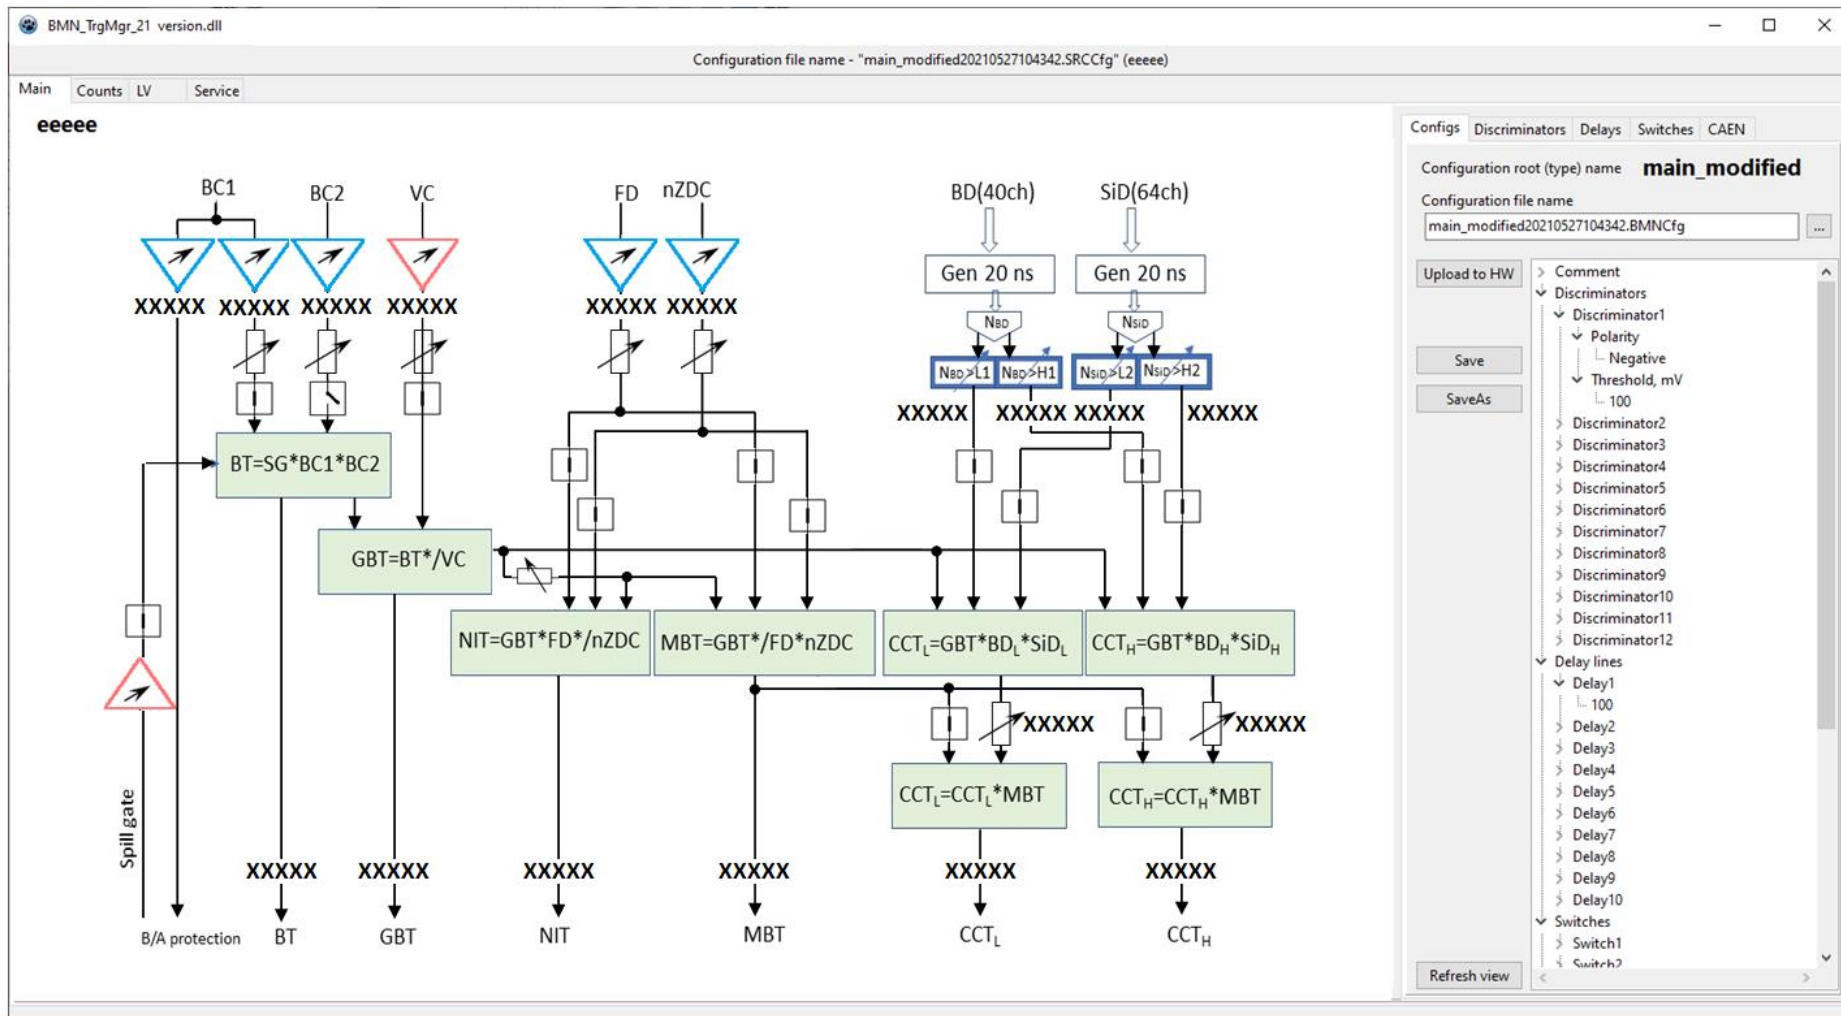 BMN_TrgMgr_21 version.dll
Configuration file name - "main_modified20210527104342.SRCCfg" (eeeee)
Main Counts LV Service
eeeee
BC1 BC2 VC FD nZDC BD(40ch) SiD(64ch)
Gen 20 ns Gen 20 ns
XXXXX XXXXX XXXXX XXXXX XXXXX XXXXX
NBD NSiD
NBD>L1 NBD>H1 NSiD>L2 NSiD>H2
XXXXX XXXXX XXXXX XXXXX
BT=SG*BC1*BC2
GBT=BT*/VC
NIT=GBT*FD*/nZDC MBT=GBT*/FD*nZDC CCTL=GBT*BDL*SiDL CCTH=GBT*BDH*SiDH
XXXXX XXXXX
CCTL=CCTL*MBT CCTH=CCTH*MBT
Spill gate
XXXXX XXXXX XXXXX XXXXX XXXXX XXXXX
B/A protection BT GBT NIT MBT CCTL CCTH
Configs Discriminators Delays Switches CAEN
Configuration root (type) name main_modified
Configuration file name
main_modified20210527104342.BMNCfg ...
Upload to HW
Save
SaveAs
Refresh view
Comment
Discriminators
Discriminator1
Polarity
Negative
Threshold, mV
100
Discriminator2
Discriminator3
Discriminator4
Discriminator5
Discriminator6
Discriminator7
Discriminator8
Discriminator9
Discriminator10
Discriminator11
Discriminator12
Delay lines
Delay1
100
Delay2
Delay3
Delay4
Delay5
Delay6
Delay7
Delay8
Delay9
Delay10
Switches
Switch1
Switch2